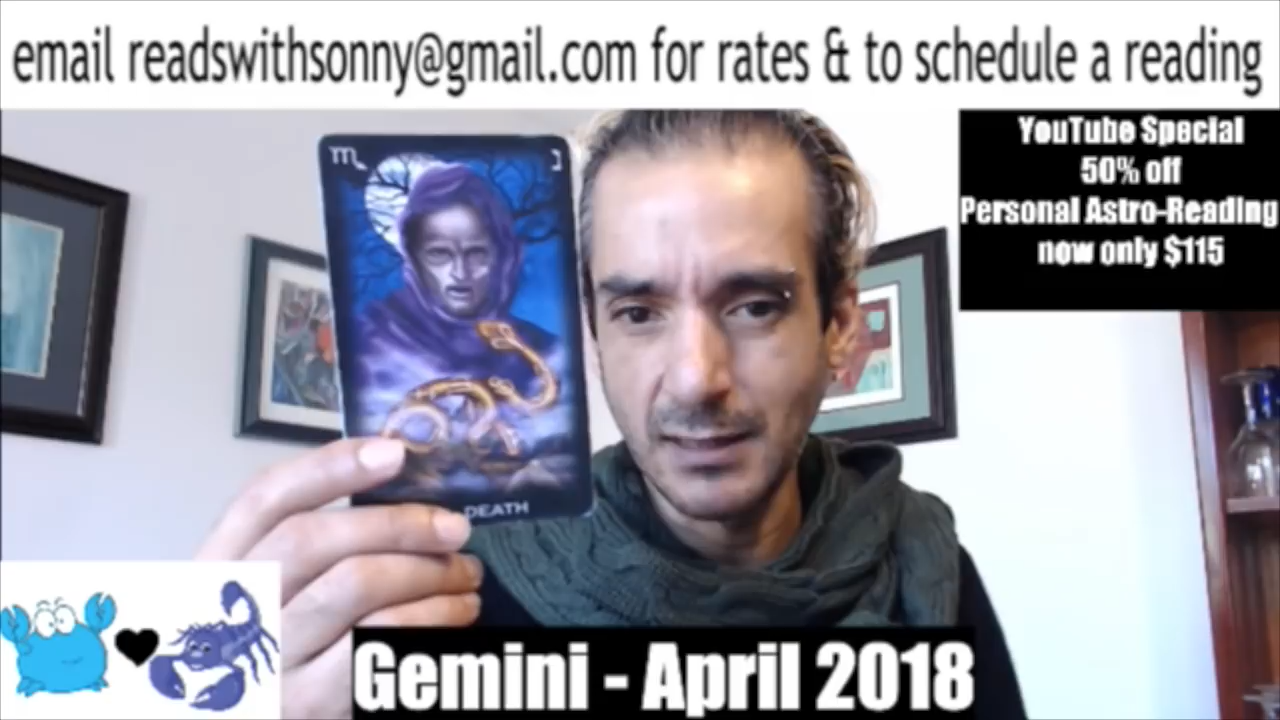 email readswithsonny@gmail.com for rates & to schedule a reading
YouTube Special
50% off
Personal Astro-Reading
now only $115
DEATH
Gemini - April 2018